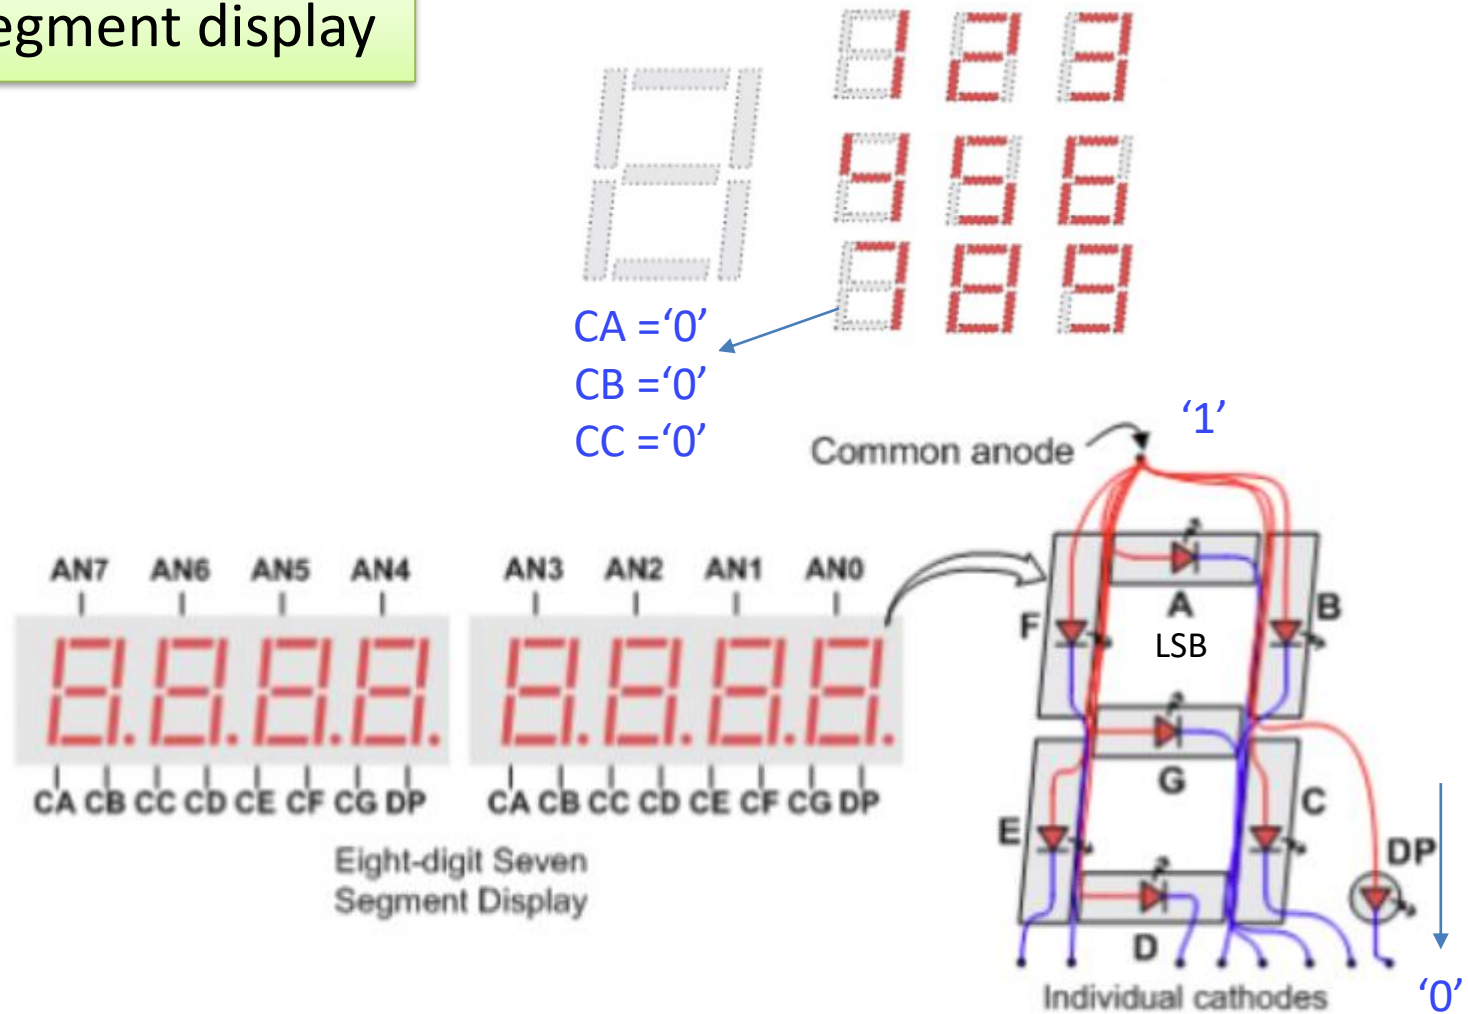 egment display
CA =‘0’
CB =‘0’
CC =‘0’
‘1’
Common anode
AN7 AN6 AN5 AN4 AN3 AN2 AN1 AN0
A
F
B
LSB
G
E
C
DP
D
CA CB CC CD CE CF CG DP CA CB CC CD CE CF CG DP
Eight-digit Seven
Segment Display
Individual cathodes
‘0’